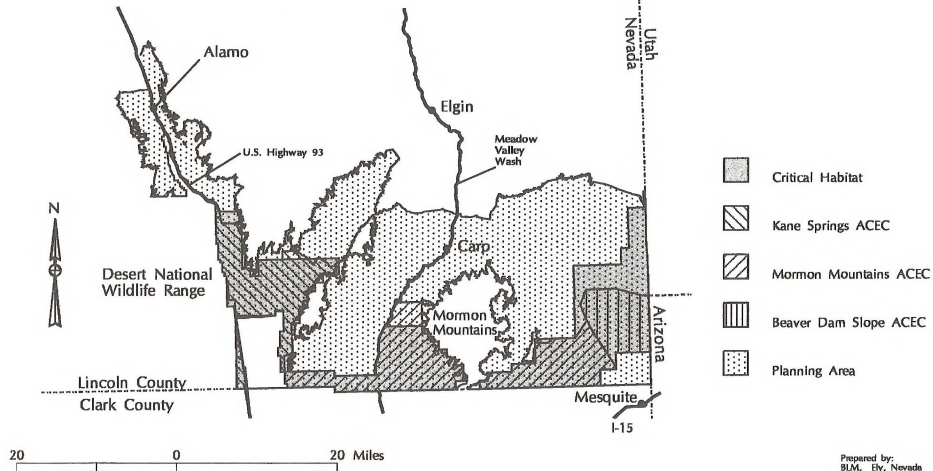 Alamo
Utah
Nevada
Elgin
Meadow
Valley
Wash
U.S. Highway 93
Critical Habitat
N
Kane Springs ACEC
Carp
Desert National
Wildlife Range
Mormon Mountains ACEC
Mormon
Mountains
Arizona
Beaver Dam Slope ACEC
Planning Area
Lincoln County
Clark County
Mesquite
I-15
20
0
20 Miles
Prepared by:
BLM, Ely, Nevada